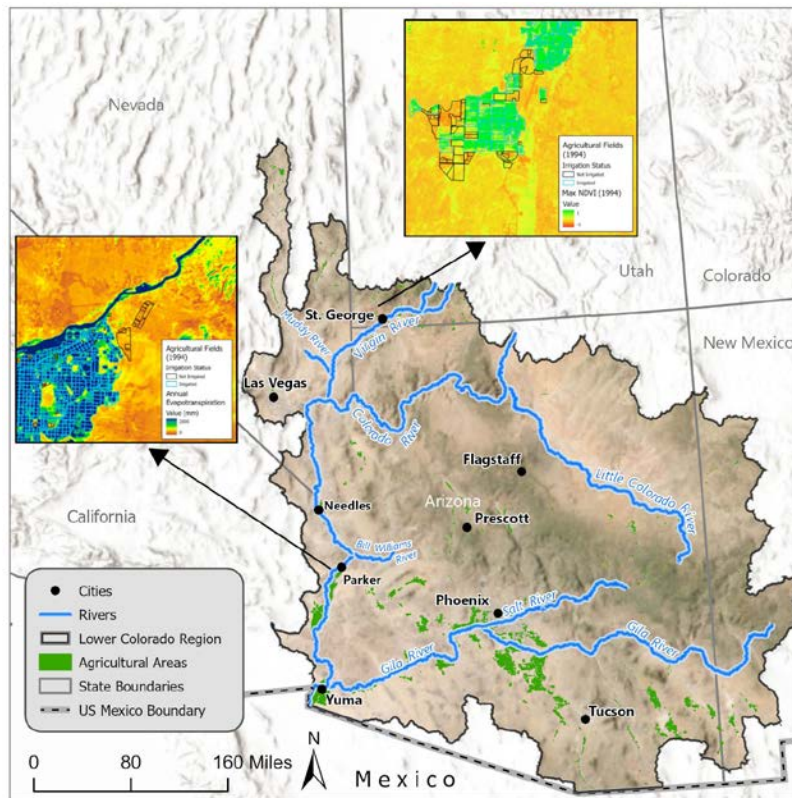 Nevada
Utah
Colorado
New Mexico
California
Arizona
Mexico
Agricultural Fields
(1994)
Irrigation Status
Not Irrigated
Irrigated
Max NDVI (1994)
Value
1
-1
Agricultural Fields
(1994)
Irrigation Status
Not Irrigated
Irrigated
Annual
Evapotranspiration
Value (mm)
0
St. George
Virgin River
Muddy River
Las Vegas
Colorado
River
Little Colorado River
Flagstaff
Needles
Prescott
Bill Williams
River
Parker
Phoenix
Salt River
Gila River
Gila River
Yuma
Tucson
Cities
Rivers
Lower Colorado Region
Agricultural Areas
State Boundaries
US Mexico Boundary
0 80 160 Miles
N